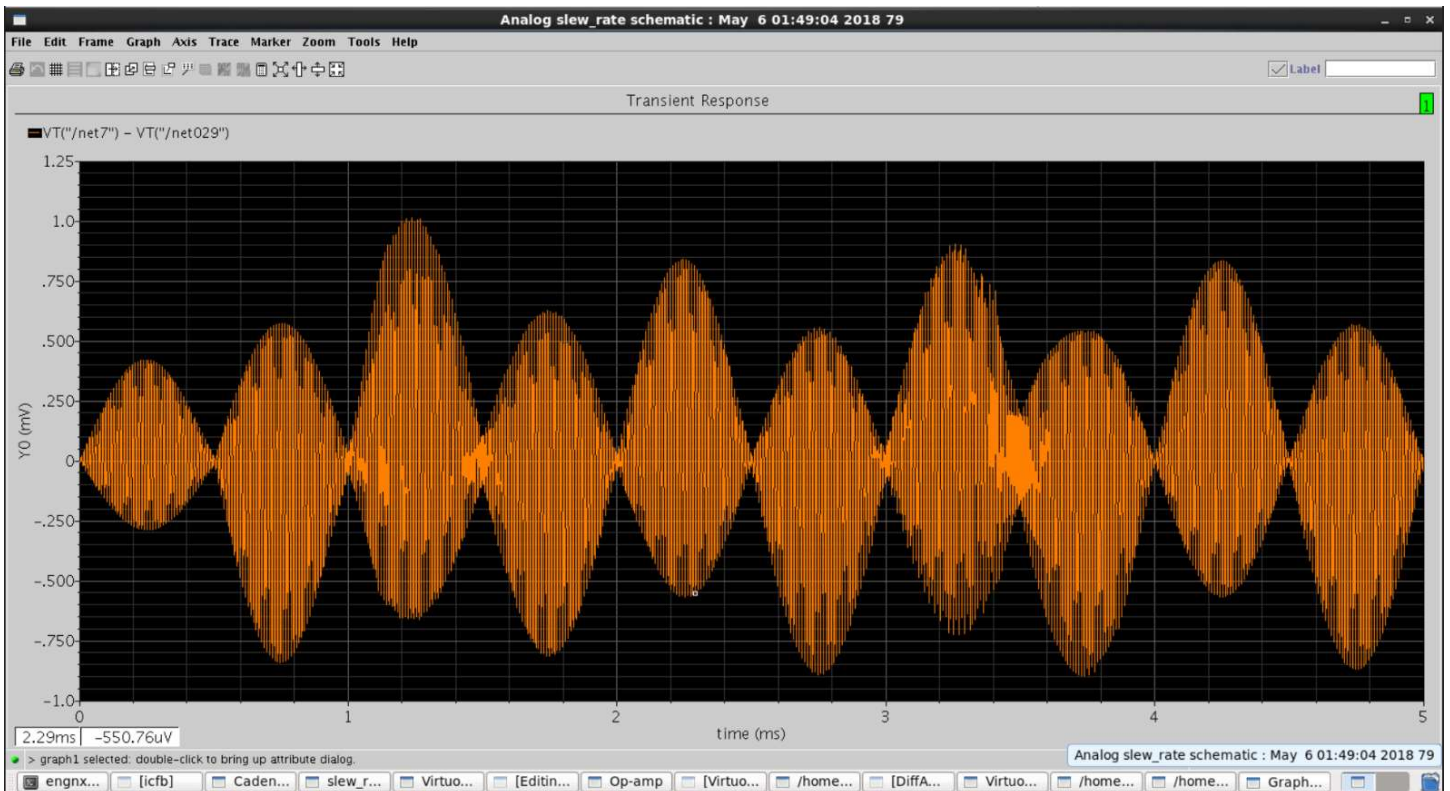 Analog slew_rate schematic : May 6 01:49:04 2018 79
File Edit Frame Graph Axis Trace Marker Zoom Tools Help
Label
Transient Response
1
VT("/net7") – VT("/net029")
1.25
1.0
.750
.500
.250
0
–.250
–.500
–.750
–1.0
Y0 (mV)
0 1 2 3 4 5
time (ms)
2.29ms –550.76uV
> graph1 selected: double-click to bring up attribute dialog.
Analog slew_rate schematic : May 6 01:49:04 2018 79
engnx... [icfb] Caden... slew_r... Virtuo... [Editin... Op-amp [Virtuo... /home... [DiffA... Virtuo... /home... /home... Graph...